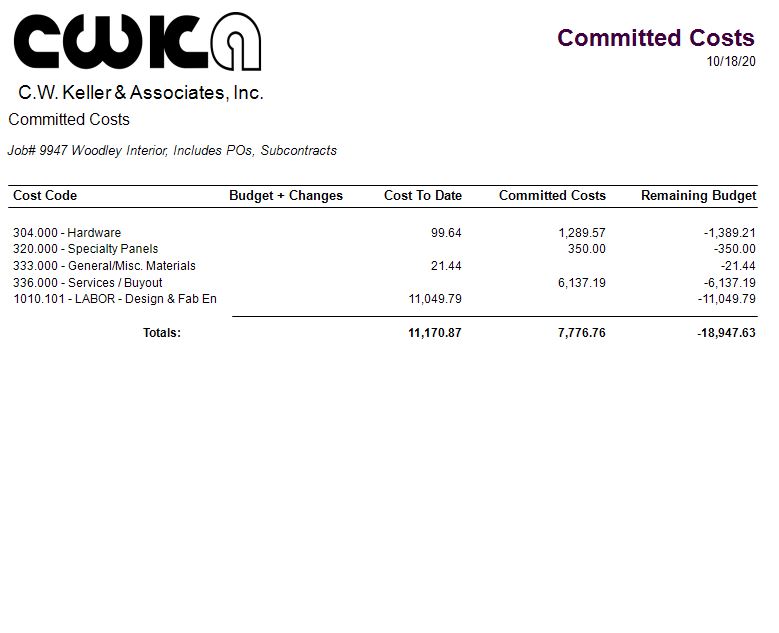 CWKA
Committed Costs
10/18/20
C.W. Keller & Associates, Inc.
Committed Costs
Job# 9947 Woodley Interior, Includes POs, Subcontracts
Cost Code Budget + Changes Cost To Date Committed Costs Remaining Budget
304.000 - Hardware 99.64 1,289.57 -1,389.21
320.000 - Specialty Panels 350.00 -350.00
333.000 - General/Misc. Materials 21.44 -21.44
336.000 - Services / Buyout 6,137.19 -6,137.19
1010.101 - LABOR - Design & Fab En 11,049.79 -11,049.79
Totals: 11,170.87 7,776.76 -18,947.63